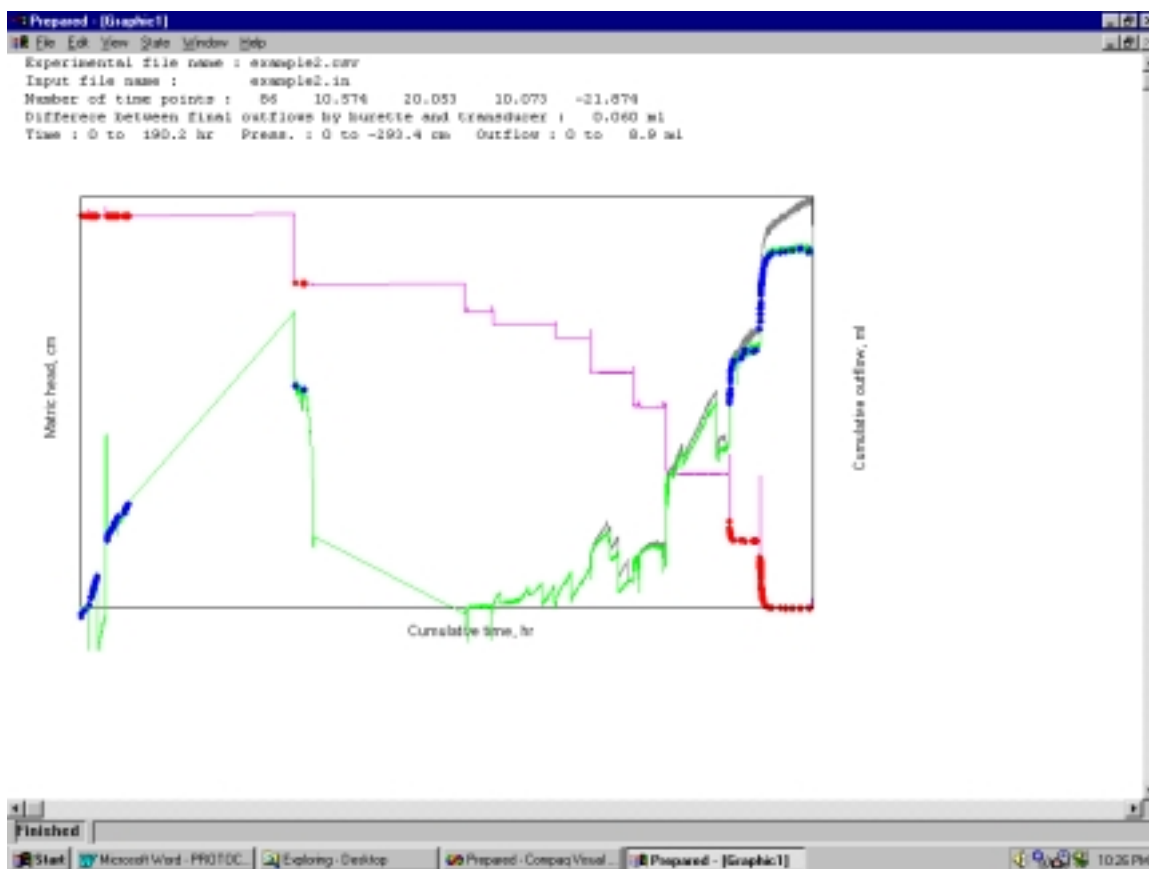 Prepared - [Graphic1]
File Edit View State Window Help
Experimental file name : example2.csv
Input file name : example2.in
Number of time points : 86 10.574 20.053 10.073 -21.874
Differece between final outflows by burette and transducer : 0.060 ml
Time : 0 to 190.2 hr Press. : 0 to -293.4 cm Outflow : 0 to 8.9 ml
Matric head, cm
Cumulative outflow, ml
Cumulative time, hr
Finished
Start Microsoft Word - PROTOC... Exploring - Desktop Prepared - Compaq Visual ... Prepared - [Graphic1] 10:26 PM